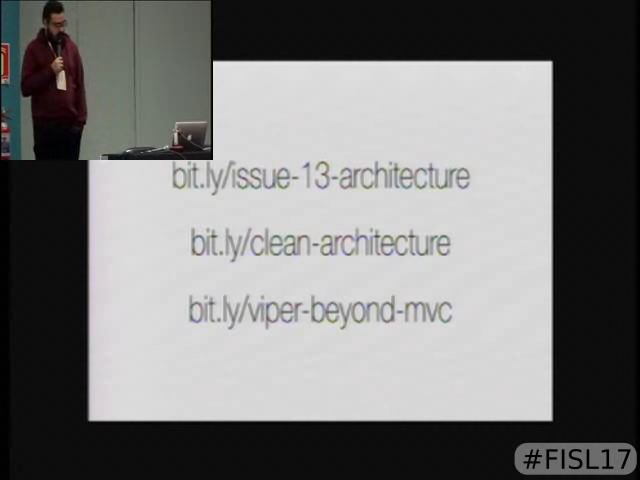 bit.ly/issue-13-architecture
bit.ly/clean-architecture
bit.ly/viper-beyond-mvc
#FISL17